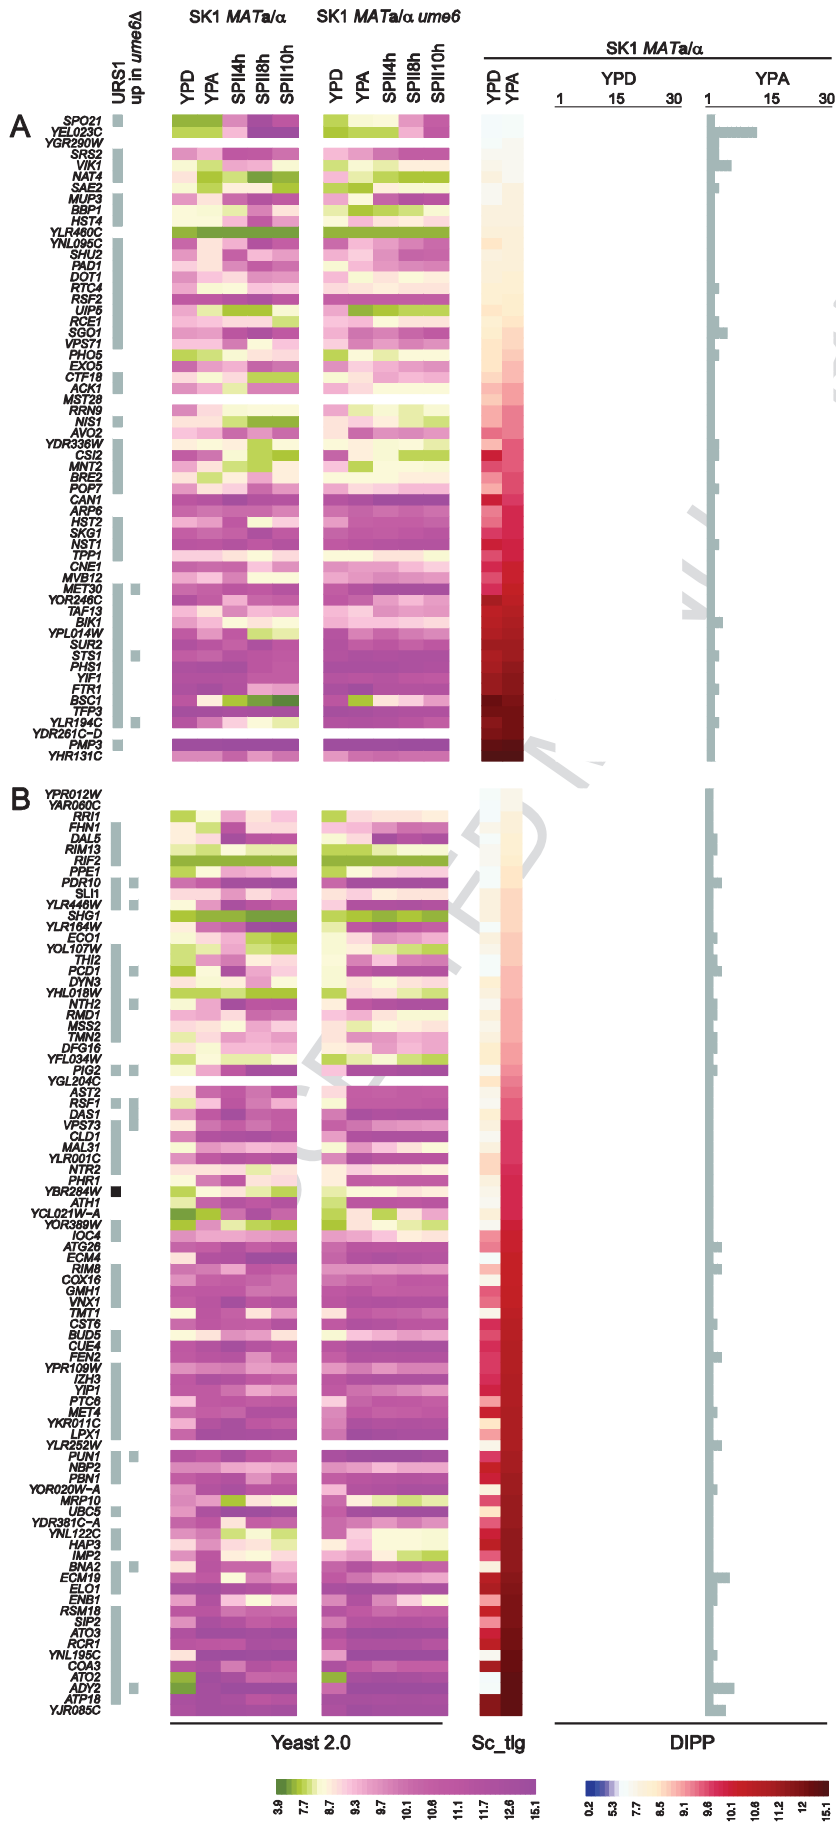 SK1 MATa/α SK1 MATa/α ume6
SK1 MATa/α
URS1
up in ume6Δ
YPD YPA SPII4h SPII8h SPII10h YPD YPA SPII4h SPII8h SPII10h YPD YPA
YPD YPA
1 15 30 1 15 30
A
SPO21
YEL023C
YGR290W
SRS2
VIK1
NAT4
SAE2
MUP3
BBP1
HST4
YLR460C
YNL095C
SHU2
PAD1
DOT1
RTC4
RSF2
UIP5
RCE1
SGO1
VPS71
PHO5
EXO5
CTF18
ACK1
MST28
RRN9
NIS1
AVO2
YDR336W
CSI2
MNT2
BRE2
POP7
CAN1
ARP6
HST2
SKG1
NST1
TPP1
CNE1
MVB12
MET30
YOR246C
TAF13
BIK1
YPL014W
SUR2
STS1
PHS1
YIF1
FTR1
BSC1
TFP3
YLR194C
YDR261C-D
PMP3
YHR131C
B
YPR012W
YAR060C
RRI1
FHN1
DAL5
RIM13
RIF2
PPE1
PDR10
SLI1
YLR446W
SHG1
YLR164W
ECO1
YOL107W
THI2
PCD1
DYN3
YHL018W
NTH2
RMD1
MSS2
TMN2
DFG16
YFL034W
PIG2
YGL204C
AST2
RSF1
DAS1
VPS73
CLD1
MAL31
YLR001C
NTR2
PHR1
YBR284W
ATH1
YCL021W-A
YOR389W
IOC4
ATG26
ECM4
RIM8
COX16
GMH1
VNX1
TMT1
CST6
BUD5
CUE4
FEN2
YPR109W
IZH3
YIP1
PTC6
MET4
YKR011C
LPX1
YLR252W
PUN1
NBP2
PBN1
YOR020W-A
MRP10
UBC5
YDR381C-A
YNL122C
HAP3
IMP2
BNA2
ECM19
ELO1
ENB1
RSM18
SIP2
ATO3
RCR1
YNL195C
COA3
ATO2
ADY2
ATP18
YJR085C
Yeast 2.0 Sc_tlg DIPP
3.9 7.7 8.7 9.3 9.7 10.1 10.6 11.1 11.7 12.6 15.1
0.2 5.3 7.7 8.5 9.1 9.6 10.1 10.6 11.2 12 15.1